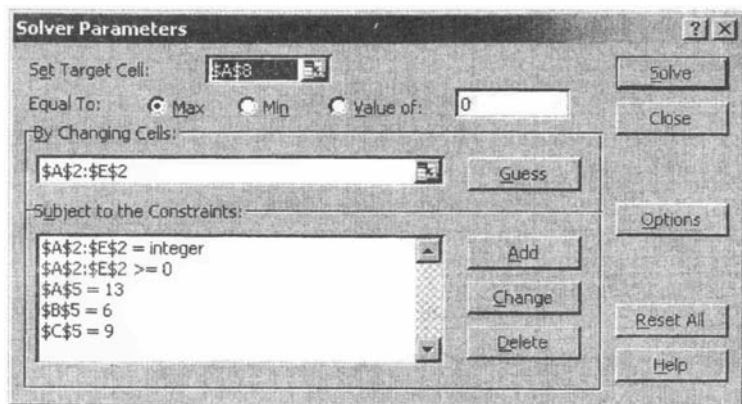 Solver Parameters
Set Target Cell: $A$8 Solve
Equal To: Max Min Value of: 0 Close
By Changing Cells:
$A$2:$E$2 Guess
Subject to the Constraints: Options
$A$2:$E$2 = integer Add
$A$2:$E$2 >= 0
$A$5 = 13 Change
$B$5 = 6 Reset All
$C$5 = 9 Delete
Help